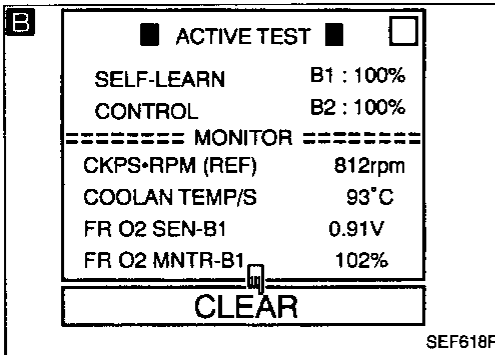 B
ACTIVE TEST
SELF-LEARN B1 : 100%
CONTROL B2 : 100%
======== MONITOR ========
CKPS•RPM (REF) 812rpm
COOLAN TEMP/S 93°C
FR O2 SEN-B1 0.91V
FR O2 MNTR-B1 102%
CLEAR
SEF618F